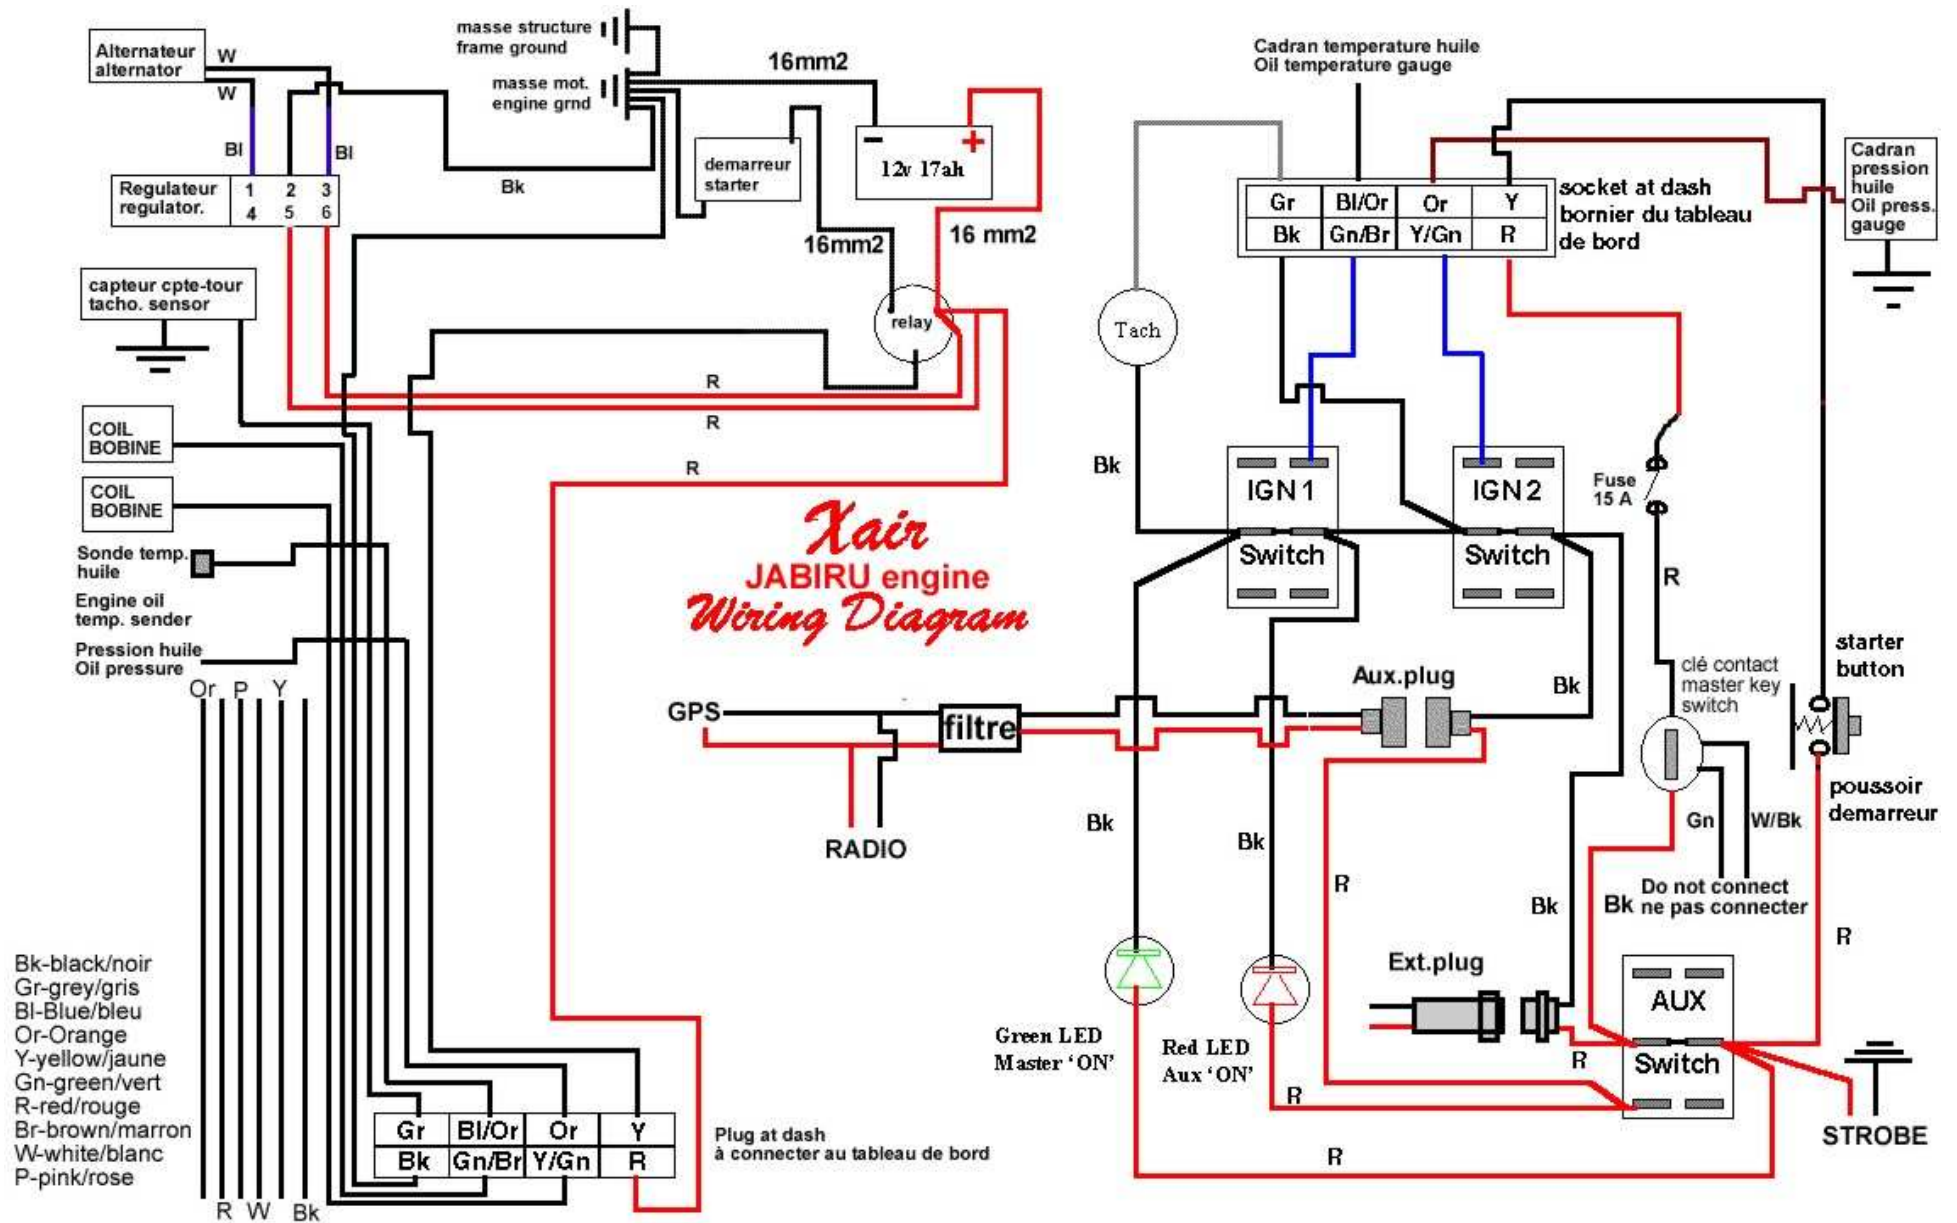 Alternateur
alternator
W
W
Bl
Bl
masse structure
frame ground
masse mot.
engine grnd
16mm2
Regulateur
regulator.
1 2 3
4 5 6
Bk
demarreur
starter
- +
12v 17ah
16mm2
16 mm2
relay
capteur cpte-tour
tacho. sensor
R
R
R
COIL
BOBINE
COIL
BOBINE
Sonde temp.
huile
Engine oil
temp. sender
Pression huile
Oil pressure
Or P Y
R W Bk
Xair
JABIRU engine
Wiring Diagram
GPS
filtre
RADIO
Bk-black/noir
Gr-grey/gris
Bl-Blue/bleu
Or-Orange
Y-yellow/jaune
Gn-green/vert
R-red/rouge
Br-brown/marron
W-white/blanc
P-pink/rose
Gr Bl/Or Or Y
Bk Gn/Br Y/Gn R
Plug at dash
à connecter au tableau de bord
Cadran temperature huile
Oil temperature gauge
Cadran
pression
huile
Oil press.
gauge
Gr Bl/Or Or Y
Bk Gn/Br Y/Gn R
socket at dash
bornier du tableau
de bord
Tach
Bk
IGN 1
Switch
IGN 2
Switch
Fuse
15 A
R
clé contact
master key
switch
starter
button
poussoir
demarreur
Aux.plug
Bk
Bk
Bk
R
Gn
W/Bk
Do not connect
ne pas connecter
Bk
Bk
R
Ext.plug
R
AUX
Switch
Green LED
Master ‘ON’
Red LED
Aux ‘ON’
R
R
STROBE